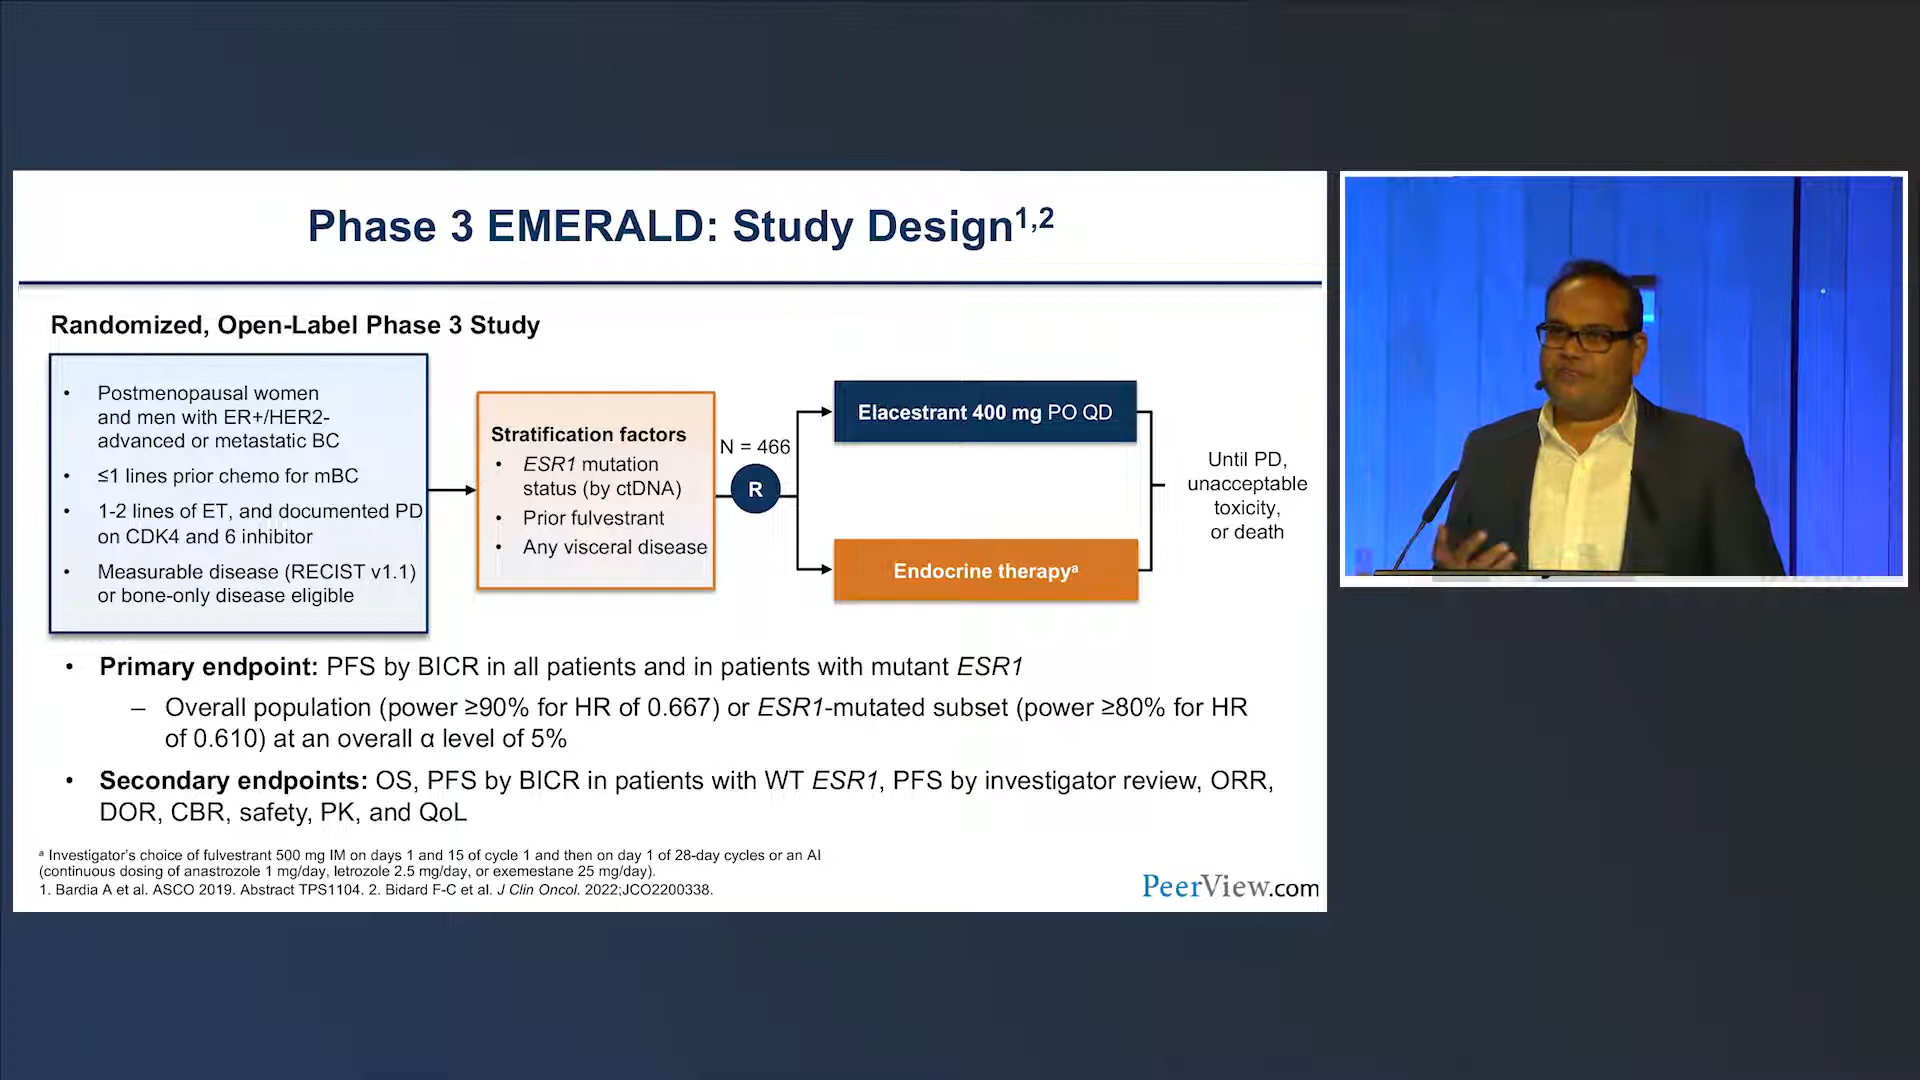 Phase 3 EMERALD: Study Design1,2
Randomized, Open-Label Phase 3 Study
• Postmenopausal women
and men with ER+/HER2-
advanced or metastatic BC
• ≤1 lines prior chemo for mBC
• 1-2 lines of ET, and documented PD
on CDK4 and 6 inhibitor
• Measurable disease (RECIST v1.1)
or bone-only disease eligible
Stratification factors
• ESR1 mutation
status (by ctDNA)
• Prior fulvestrant
• Any visceral disease
N = 466
R
Elacestrant 400 mg PO QD
Endocrine therapya
Until PD,
unacceptable
toxicity,
or death
• Primary endpoint: PFS by BICR in all patients and in patients with mutant ESR1
– Overall population (power ≥90% for HR of 0.667) or ESR1-mutated subset (power ≥80% for HR
of 0.610) at an overall α level of 5%
• Secondary endpoints: OS, PFS by BICR in patients with WT ESR1, PFS by investigator review, ORR,
DOR, CBR, safety, PK, and QoL
a Investigator's choice of fulvestrant 500 mg IM on days 1 and 15 of cycle 1 and then on day 1 of 28-day cycles or an AI
(continuous dosing of anastrozole 1 mg/day, letrozole 2.5 mg/day, or exemestane 25 mg/day).
1. Bardia A et al. ASCO 2019. Abstract TPS1104. 2. Bidard F-C et al. J Clin Oncol. 2022;JCO2200338.
PeerView.com